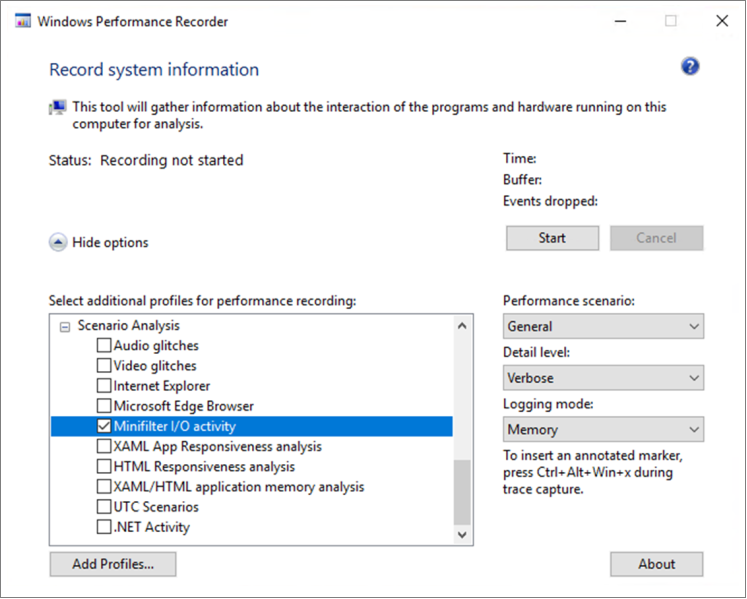 Windows Performance Recorder
Record system information
This tool will gather information about the interaction of the programs and hardware running on this
computer for analysis.
Status: Recording not started
Time:
Buffer:
Events dropped:
Hide options
Start
Cancel
Select additional profiles for performance recording:
Scenario Analysis
Audio glitches
Video glitches
Internet Explorer
Microsoft Edge Browser
Minifilter I/O activity
XAML App Responsiveness analysis
HTML Responsiveness analysis
XAML/HTML application memory analysis
UTC Scenarios
.NET Activity
Performance scenario:
General
Detail level:
Verbose
Logging mode:
Memory
To insert an annotated marker,
press Ctrl+Alt+Win+x during
trace capture.
Add Profiles...
About